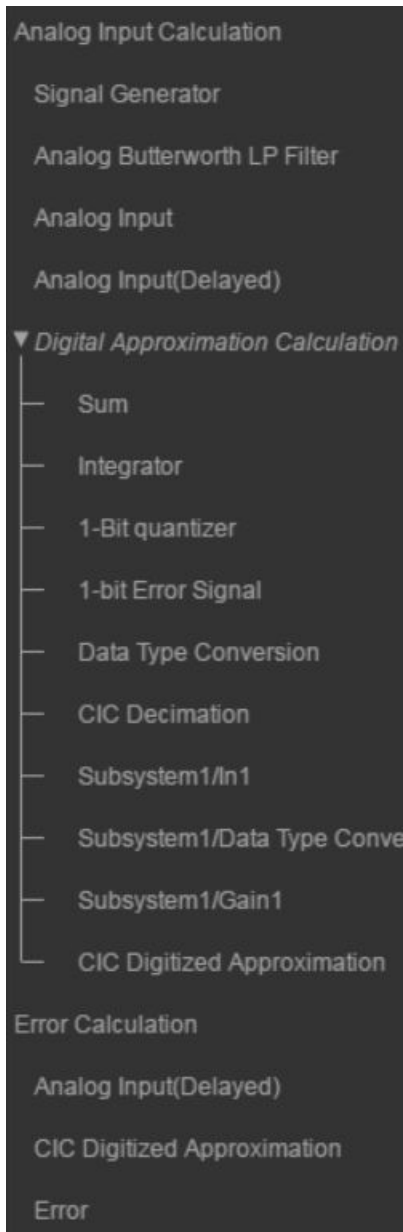 Analog Input Calculation
Signal Generator
Analog Butterworth LP Filter
Analog Input
Analog Input(Delayed)
Digital Approximation Calculation
Sum
Integrator
1-Bit quantizer
1-bit Error Signal
Data Type Conversion
CIC Decimation
Subsystem1/In1
Subsystem1/Data Type Conve
Subsystem1/Gain1
CIC Digitized Approximation
Error Calculation
Analog Input(Delayed)
CIC Digitized Approximation
Error